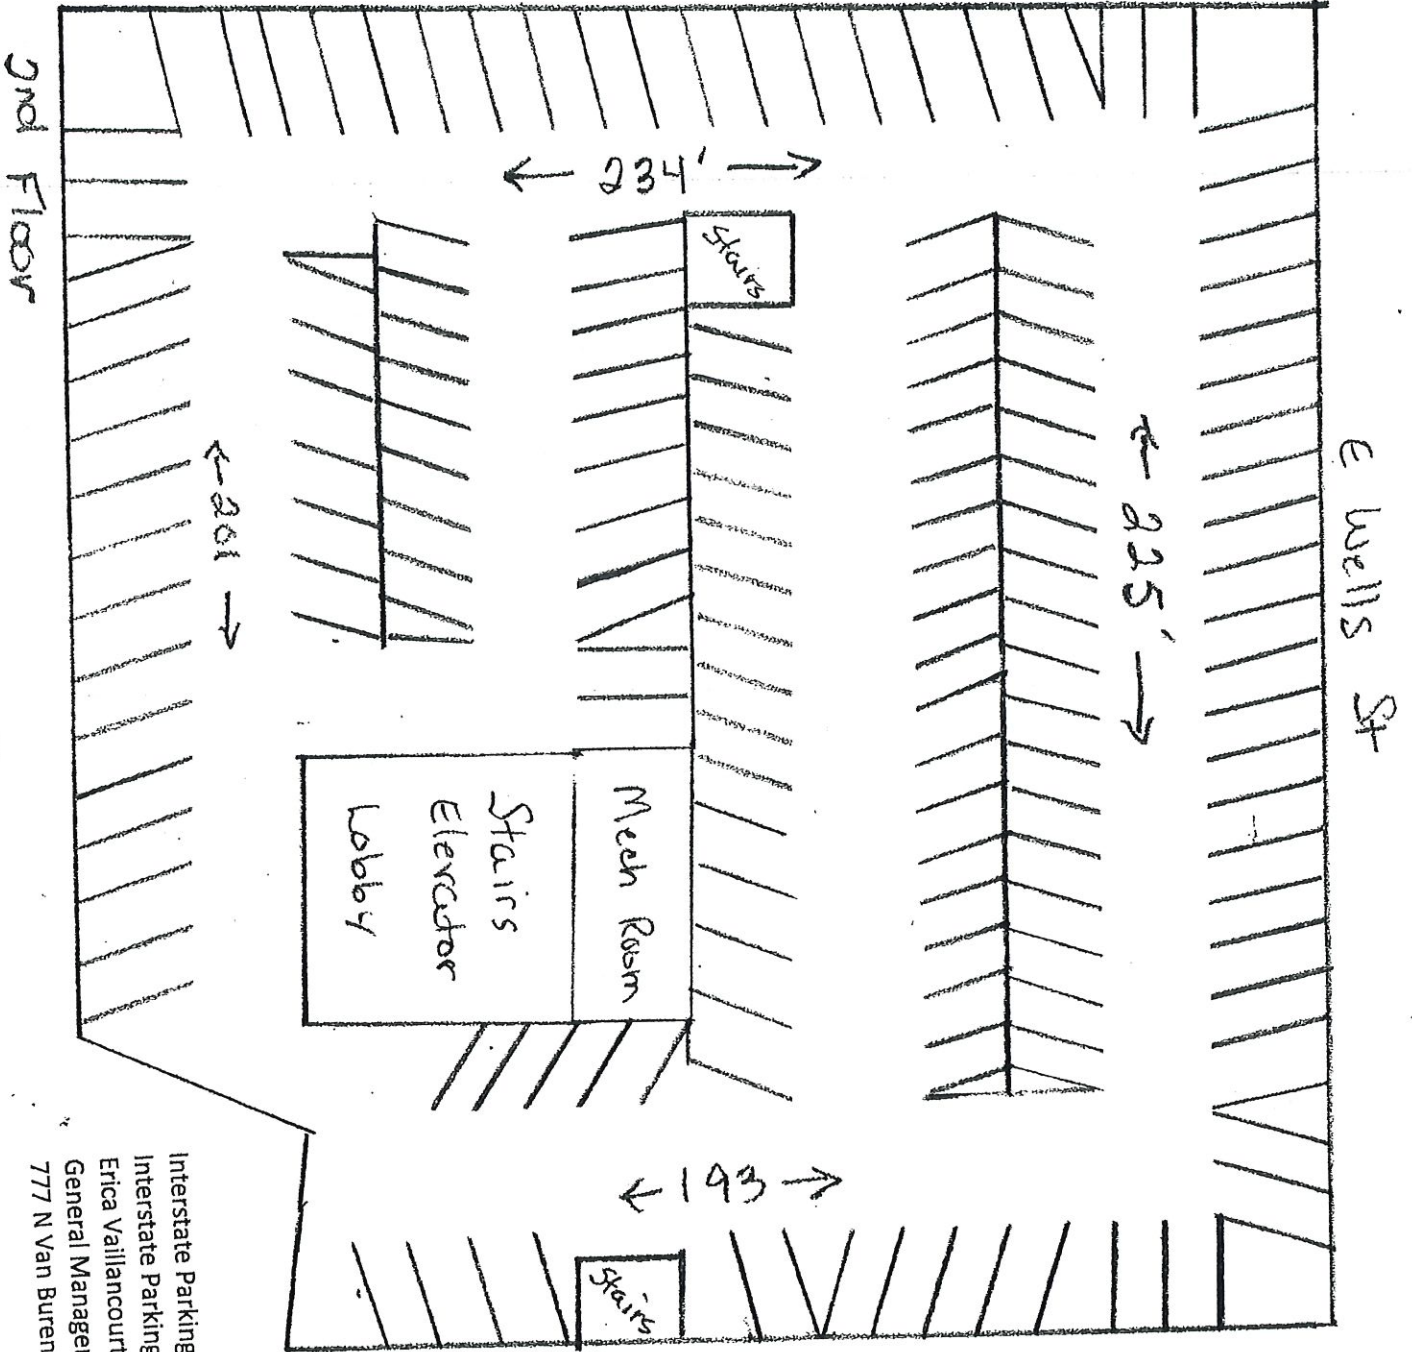 E Wells St
← 225' →
← 234' →
Stairs
Mech Room
Stairs
Elevator
Lobby
← 193 →
Stairs
← 201 →
2nd Floor
Interstate Parking
Interstate Parking
Erica Vaillancourt
General Manager
777 N Van Buren